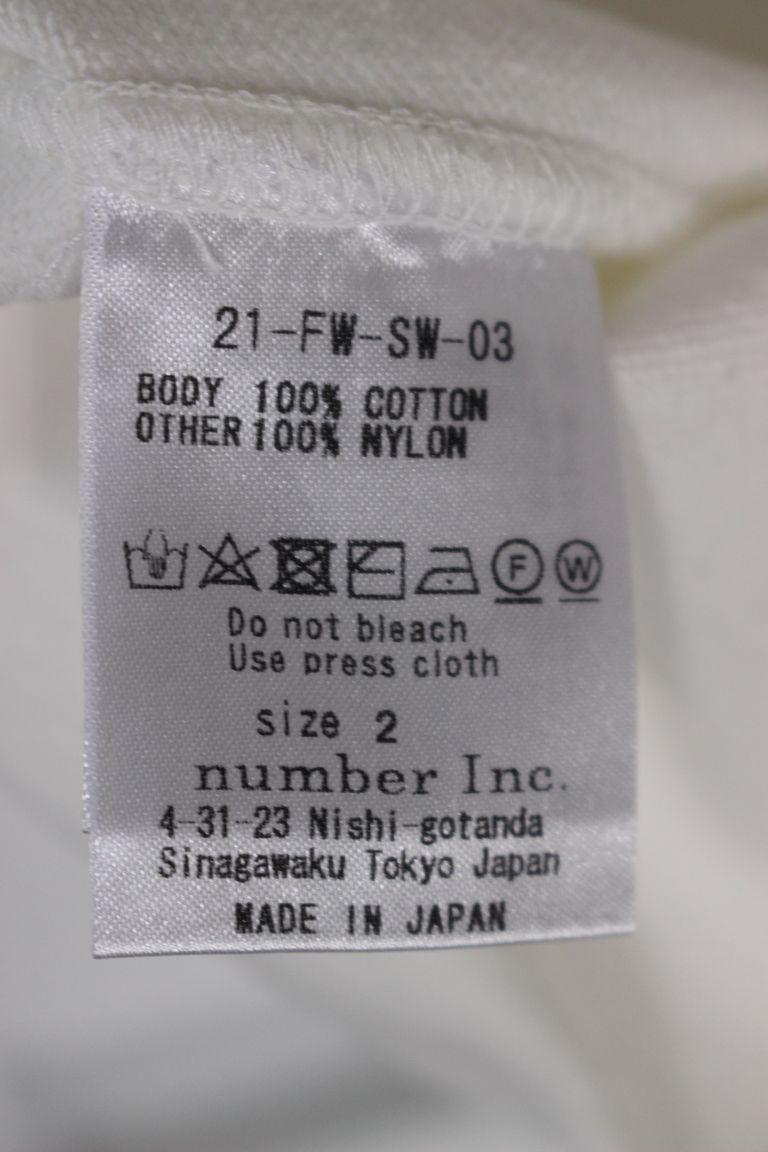 21-FW-SW-03
BODY 100% COTTON
OTHER 100% NYLON
F W
Do not bleach
Use press cloth
size 2
number Inc.
4-31-23 Nishi-gotanda
Sinagawaku Tokyo Japan
MADE IN JAPAN